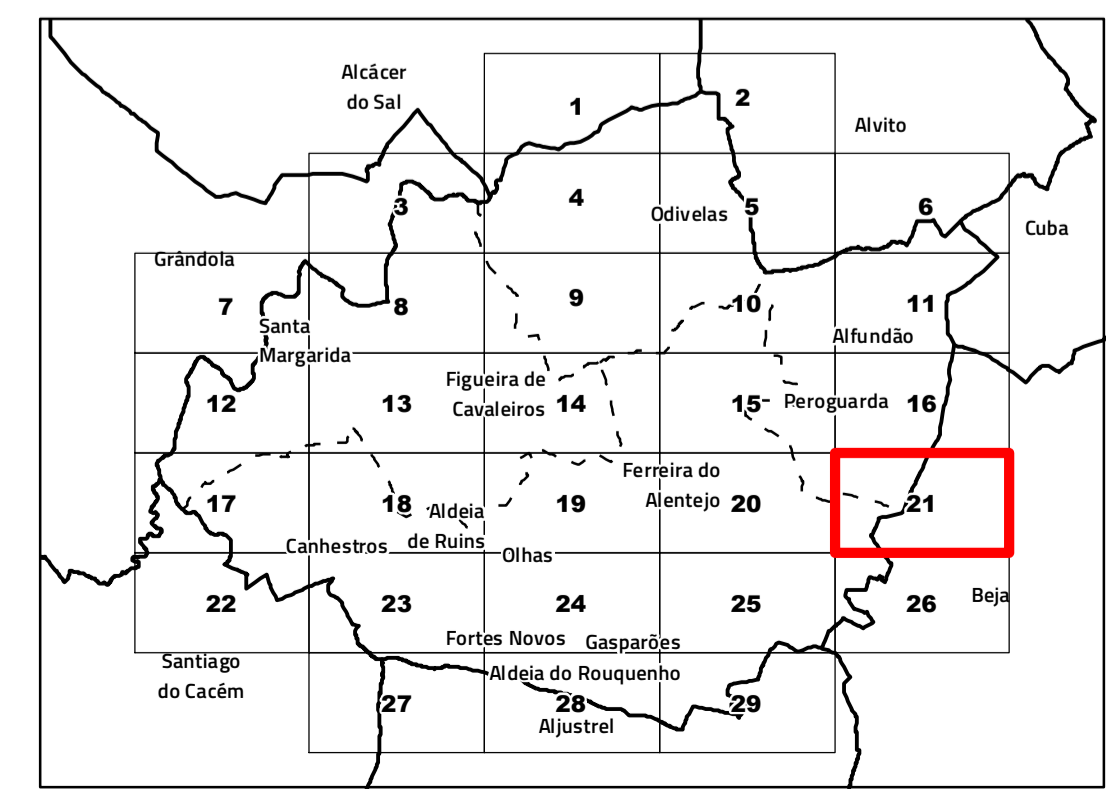 Alcácer
do Sal
1
2
Alvito
3
4
Odivelas
5
6
Cuba
Grândola
7
8
9
10
11
Santa
Margarida
Alfundão
Figueira de
Cavaleiros
12
13
14
15
Peroguarda
16
Ferreira do
Alentejo
17
18
Aldeia
de Ruins
19
20
21
Canhestros
Olhas
22
23
24
25
26
Beja
Fortes Novos
Gasparões
Santiago
do Cacém
Aldeia do Rouquenho
27
28
29
Aljustrel